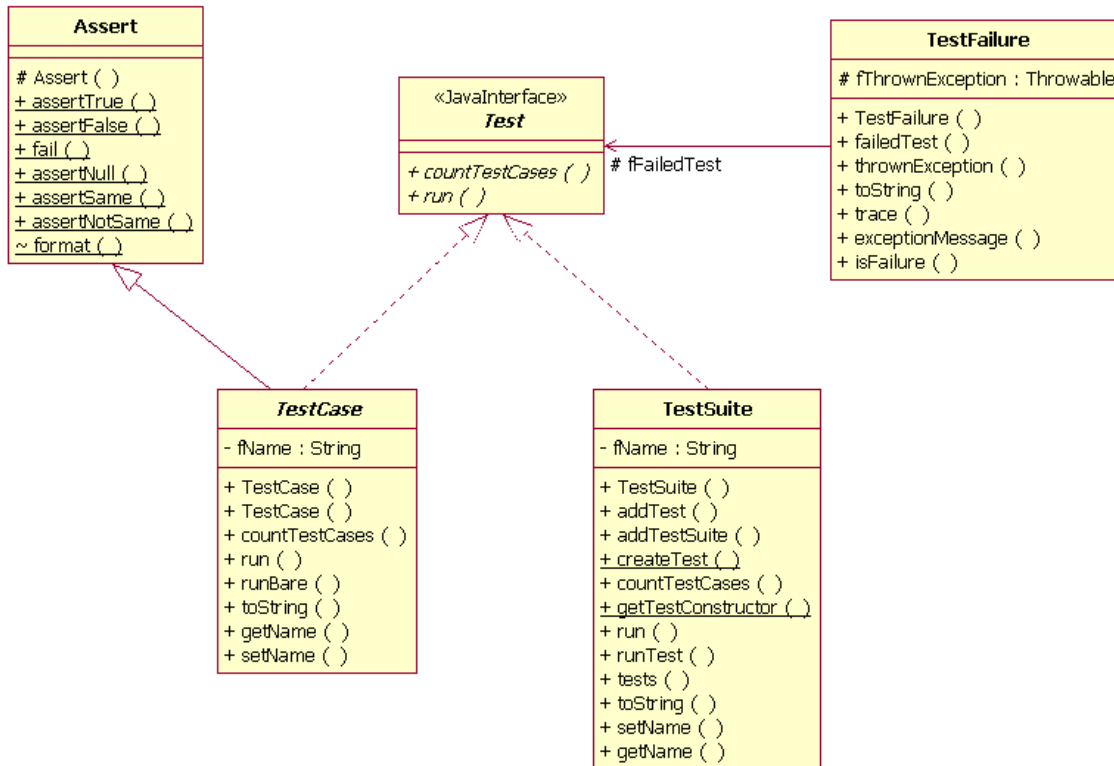 Assert
# Assert ( )
+ assertTrue ( )
+ assertFalse ( )
+ fail ( )
+ assertNull ( )
+ assertSame ( )
+ assertNotSame ( )
~ format ( )
«JavaInterface»
Test
+ countTestCases ( )
+ run ( )
# fFailedTest
TestFailure
# fThrownException : Throwable
+ TestFailure ( )
+ failedTest ( )
+ thrownException ( )
+ toString ( )
+ trace ( )
+ exceptionMessage ( )
+ isFailure ( )
TestCase
- fName : String
+ TestCase ( )
+ TestCase ( )
+ countTestCases ( )
+ run ( )
+ runBare ( )
+ toString ( )
+ getName ( )
+ setName ( )
TestSuite
- fName : String
+ TestSuite ( )
+ addTest ( )
+ addTestSuite ( )
+ createTest ( )
+ countTestCases ( )
+ getTestConstructor ( )
+ run ( )
+ runTest ( )
+ tests ( )
+ toString ( )
+ setName ( )
+ getName ( )